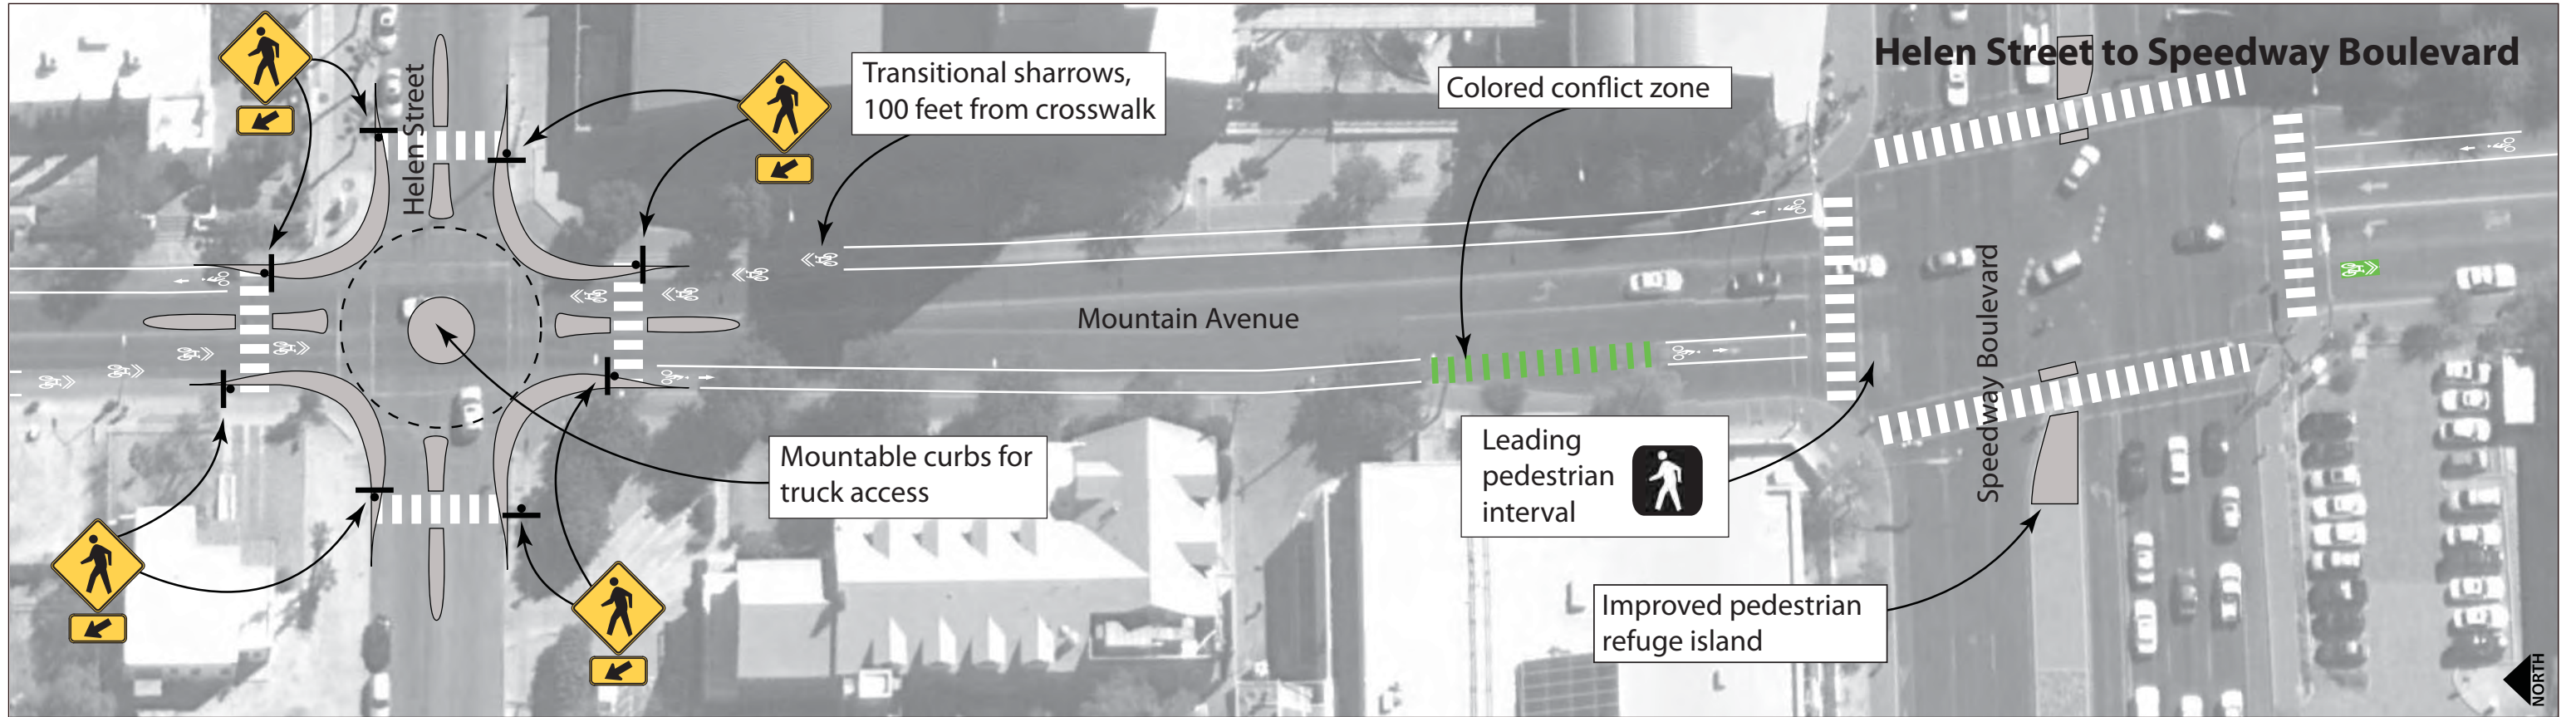 Helen Street to Speedway Boulevard
Transitional sharrows,
100 feet from crosswalk
Colored conflict zone
Helen Street
Mountain Avenue
Speedway Boulevard
Mountable curbs for
truck access
Leading
pedestrian
interval
Improved pedestrian
refuge island
NORTH